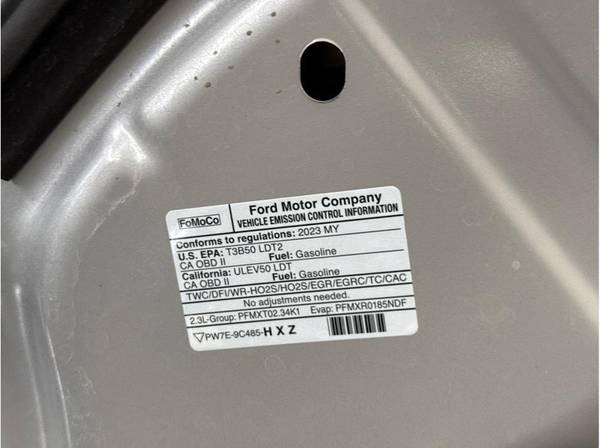 FoMoCo
Ford Motor Company
VEHICLE EMISSION CONTROL INFORMATION
Conforms to regulations: 2023 MY
U.S. EPA: T3B50 LDT2
CA OBD II Fuel: Gasoline
California: ULEV50 LDT
CA OBD II Fuel: Gasoline
TWC/DFI/WR-HO2S/HO2S/EGR/EGRC/TC/CAC
No adjustments needed.
2.3L-Group: PFMXT02.34K1 Evap: PFMXR0185NDF
PW7E-9C485-HXZ